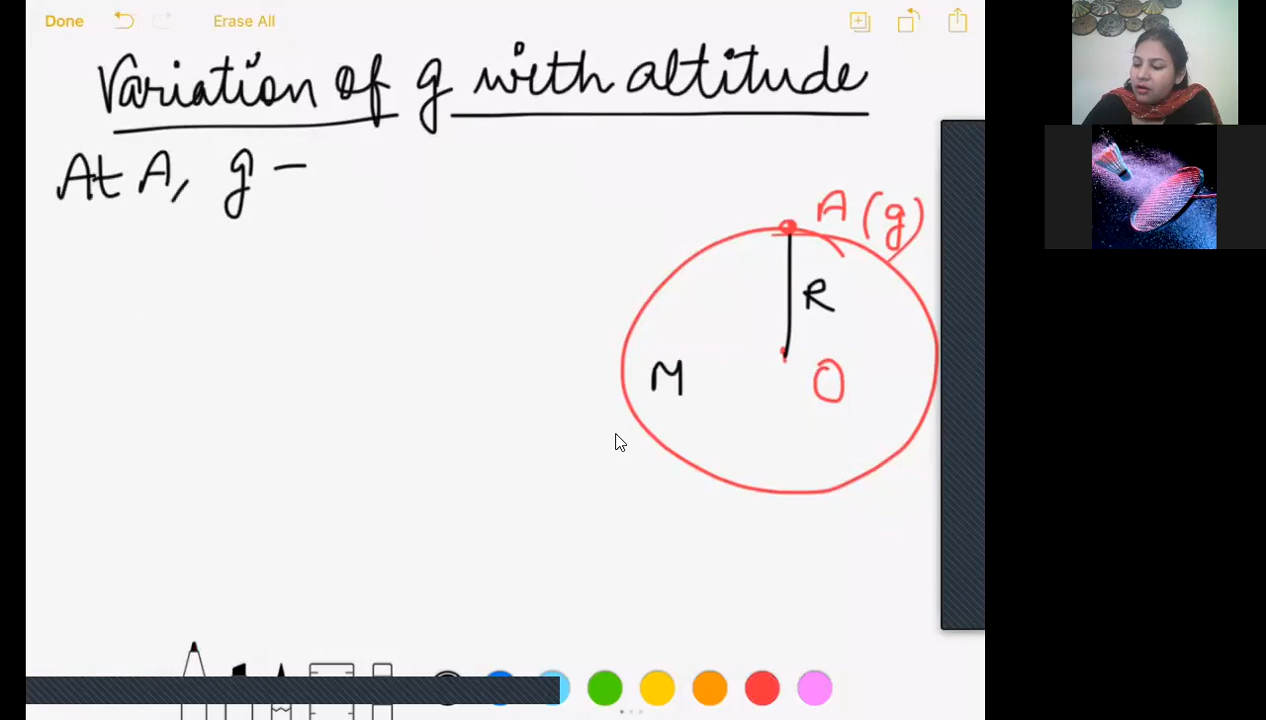 Done Erase All
Variation of g with altitude
At A, g -
A (g)
R
M
O